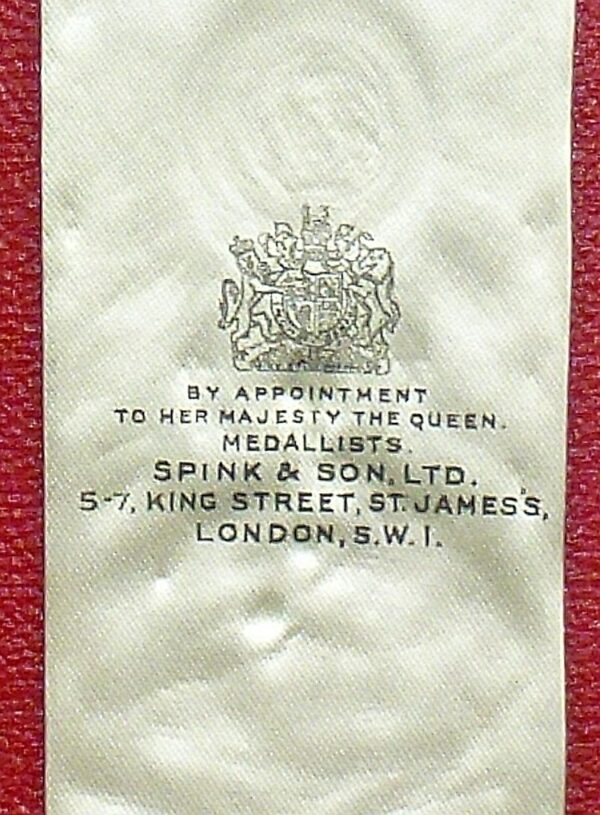 BY APPOINTMENT
TO HER MAJESTY THE QUEEN.
MEDALLISTS.
SPINK & SON, LTD.
5-7, KING STREET, ST. JAMES'S,
LONDON, S.W.1.